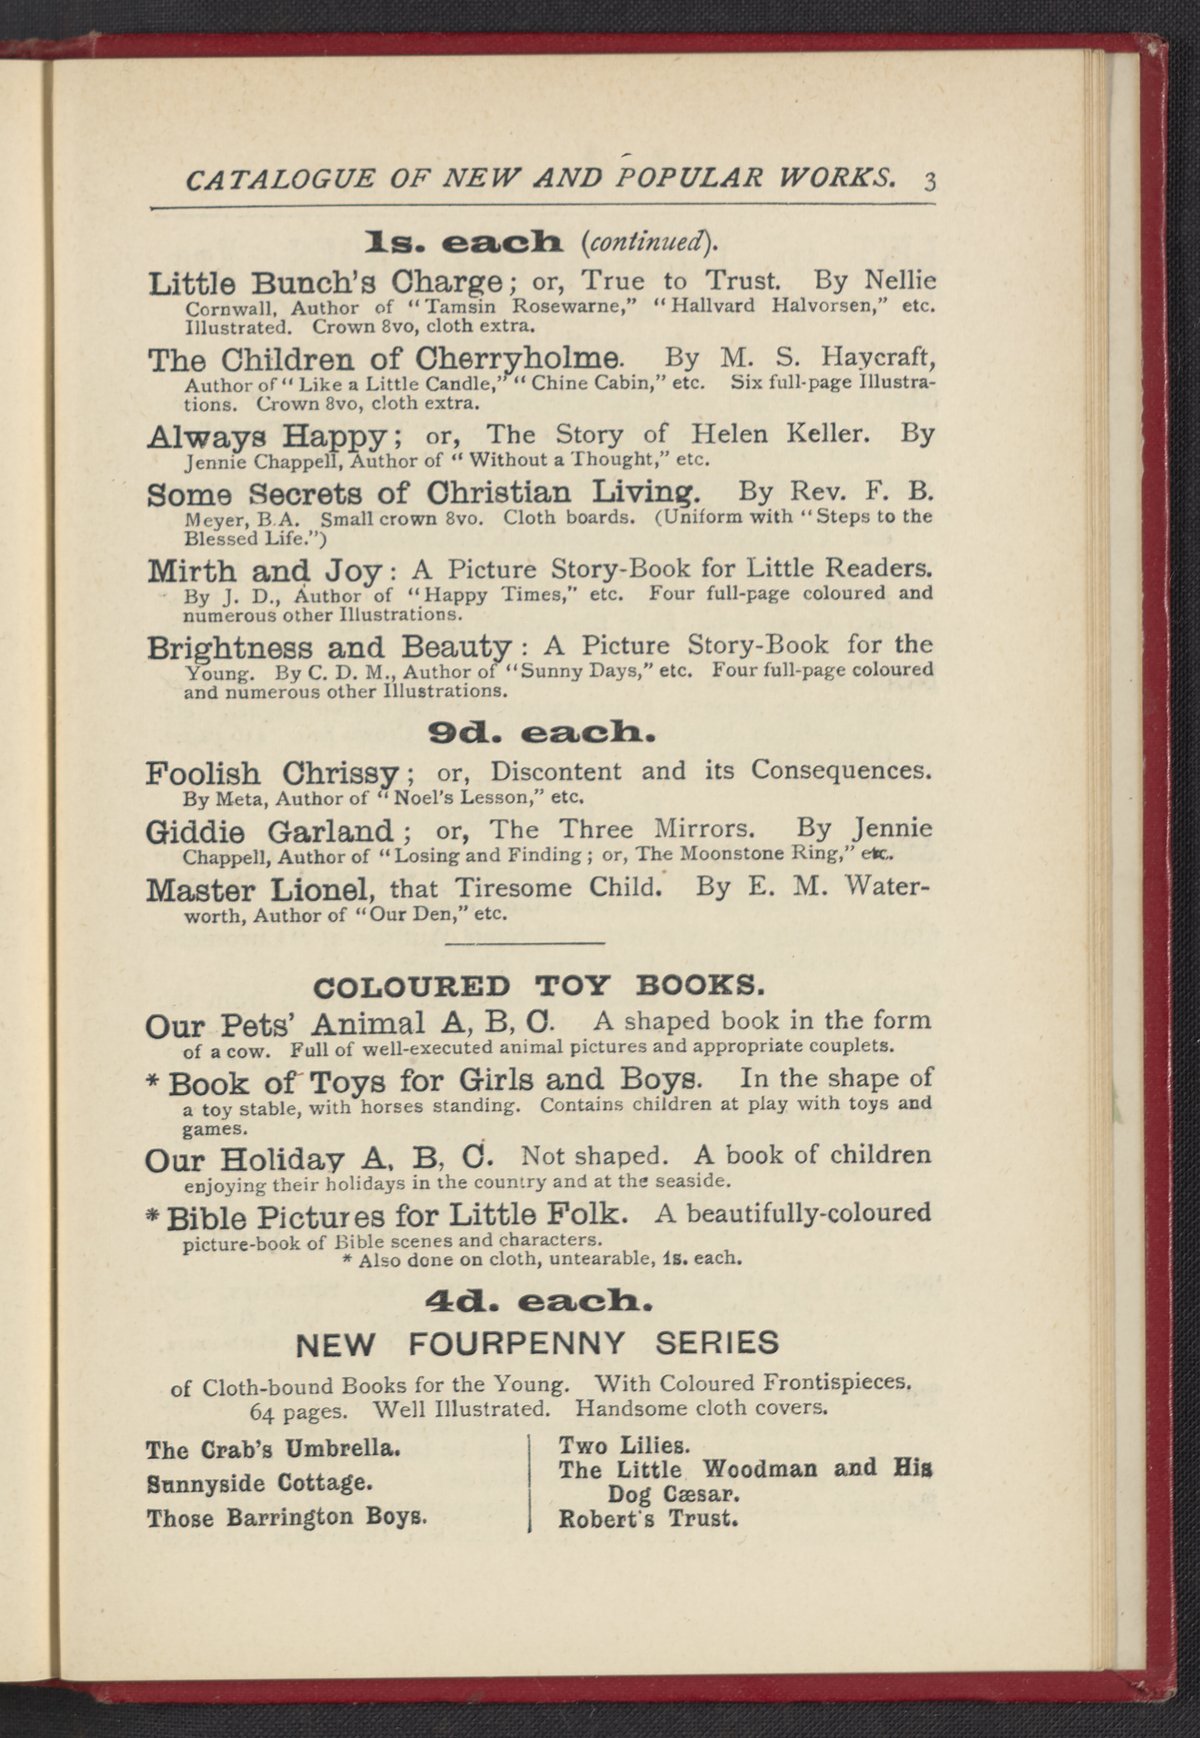 CATALOGUE OF NEW AND POPULAR WORKS. 3
1s. each (continued).
Little Bunch's Charge; or, True to Trust. By Nellie
Cornwall, Author of "Tamsin Rosewarne," "Hallvard Halvorsen," etc.
Illustrated. Crown 8vo, cloth extra.
The Children of Cherryholme. By M. S. Haycraft,
Author of "Like a Little Candle," "Chine Cabin," etc. Six full-page Illustra-
tions. Crown 8vo, cloth extra.
Always Happy; or, The Story of Helen Keller. By
Jennie Chappell, Author of "Without a Thought," etc.
Some Secrets of Christian Living. By Rev. F. B.
Meyer, B.A. Small crown 8vo. Cloth boards. (Uniform with "Steps to the
Blessed Life.")
Mirth and Joy: A Picture Story-Book for Little Readers.
By J. D., Author of "Happy Times," etc. Four full-page coloured and
numerous other Illustrations.
Brightness and Beauty: A Picture Story-Book for the
Young. By C. D. M., Author of "Sunny Days," etc. Four full-page coloured
and numerous other Illustrations.
9d. each.
Foolish Chrissy; or, Discontent and its Consequences.
By Meta, Author of "Noel's Lesson," etc.
Giddie Garland; or, The Three Mirrors. By Jennie
Chappell, Author of "Losing and Finding; or, The Moonstone Ring," etc.
Master Lionel, that Tiresome Child. By E. M. Water-
worth, Author of "Our Den," etc.
COLOURED TOY BOOKS.
Our Pets' Animal A, B, C. A shaped book in the form
of a cow. Full of well-executed animal pictures and appropriate couplets.
* Book of Toys for Girls and Boys. In the shape of
a toy stable, with horses standing. Contains children at play with toys and
games.
Our Holiday A, B, C. Not shaped. A book of children
enjoying their holidays in the country and at the seaside.
* Bible Pictures for Little Folk. A beautifully-coloured
picture-book of Bible scenes and characters.
* Also done on cloth, untearable, 1s. each.
4d. each.
NEW FOURPENNY SERIES
of Cloth-bound Books for the Young. With Coloured Frontispieces.
64 pages. Well Illustrated. Handsome cloth covers.
The Crab's Umbrella.
Sunnyside Cottage.
Those Barrington Boys.
Two Lilies.
The Little Woodman and His
Dog Cæsar.
Robert's Trust.